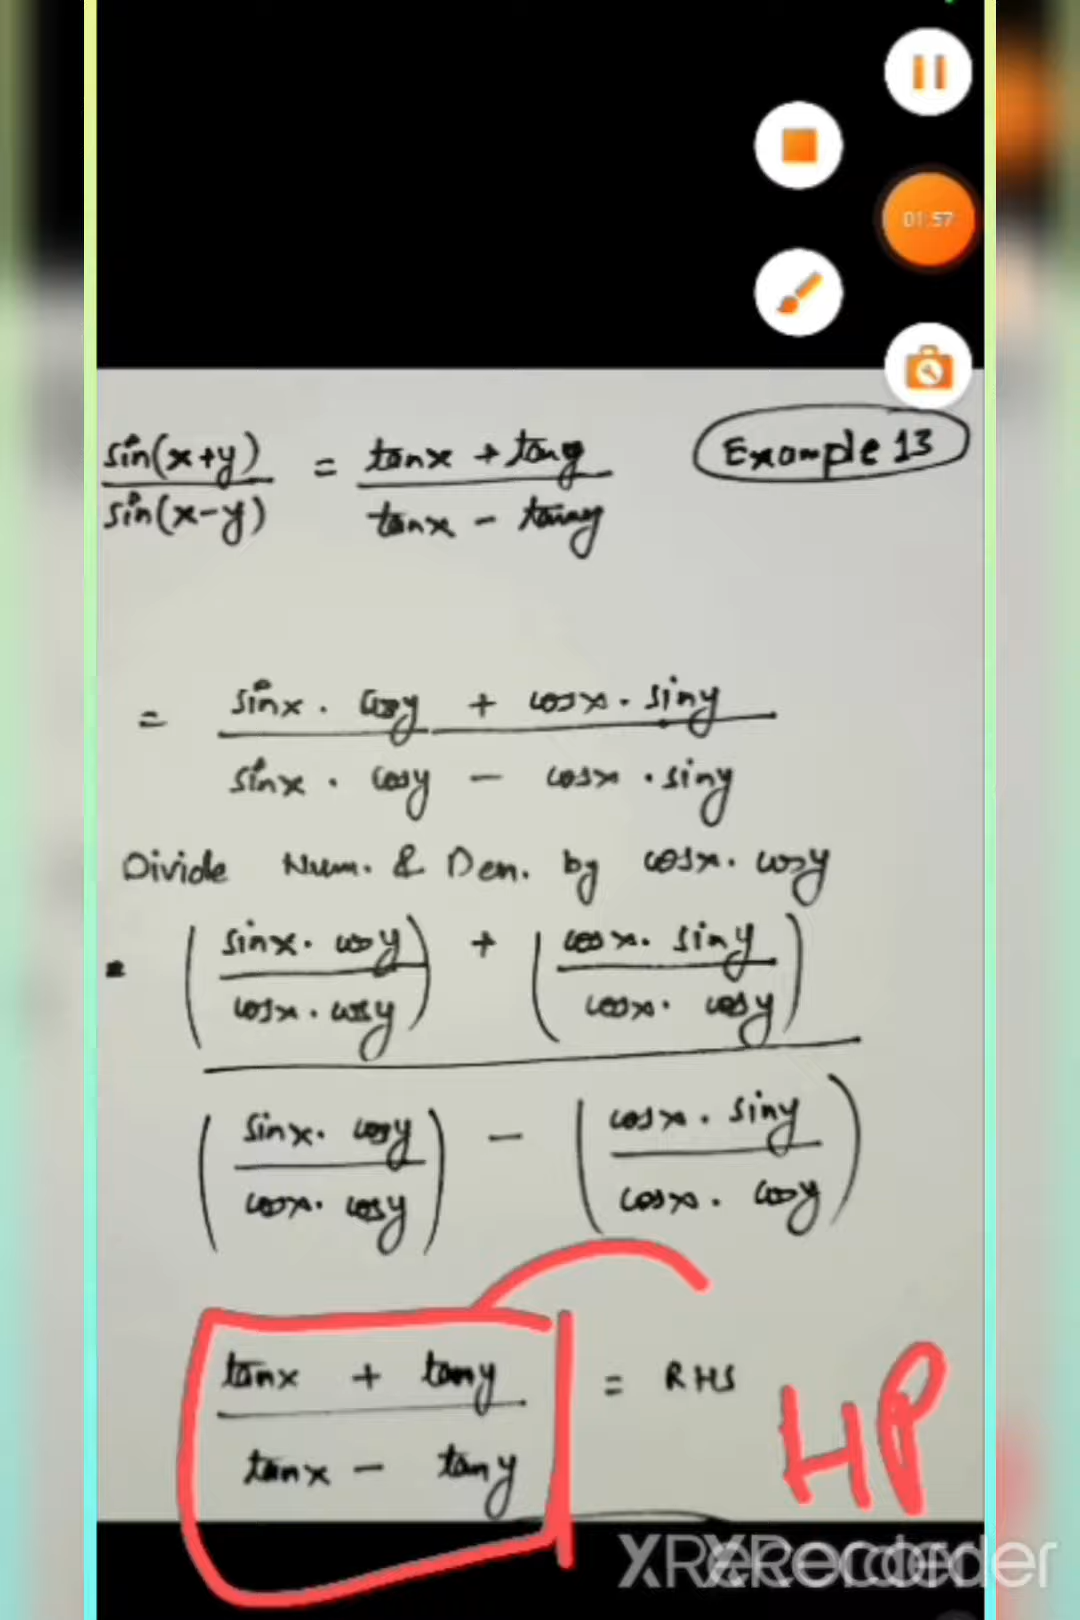 01:57
sin(x+y) / sin(x-y) = tanx + tany / tanx - tany
Example 13
= sinx . cosy + cosx . siny / sinx . cosy - cosx . siny
Divide Num. & Den. by cosx . cosy
= (sinx . cosy / cosx . cosy) + (cosx . siny / cosx . cosy)
(sinx . cosy / cosx . cosy) - (cosx . siny / cosx . cosy)
tanx + tany / tanx - tany = RHS
HP
XRecorder